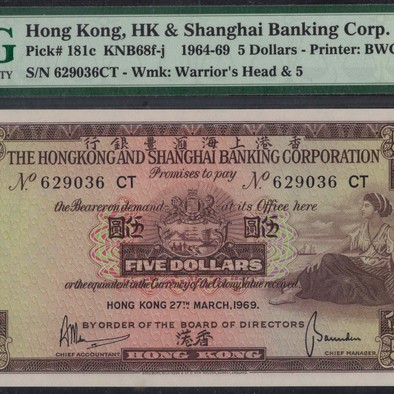 G
TY
Hong Kong, HK & Shanghai Banking Corp.
Pick# 181c KNB68f-j 1964-69 5 Dollars - Printer: BWC
S/N 629036CT - Wmk: Warrior's Head & 5
行銀豐滙海上港香
THE HONGKONG AND SHANGHAI BANKING CORPORATION
Promises to pay
No 629036 CT No 629036 CT
the Bearer on demand at its Office here
圓伍 圓伍
FIVE DOLLARS
or the equivalent in the Currency of the Colony value received.
HONG KONG 27TH MARCH, 1969.
BY ORDER OF THE BOARD OF DIRECTORS
港香
CHIEF ACCOUNTANT HONG KONG CHIEF MANAGER